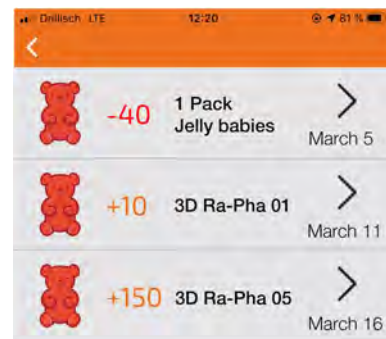 Drillisch LTE 12:20 81 %
-40 1 Pack
Jelly babies
March 5
+10 3D Ra-Pha 01
March 11
+150 3D Ra-Pha 05
March 16